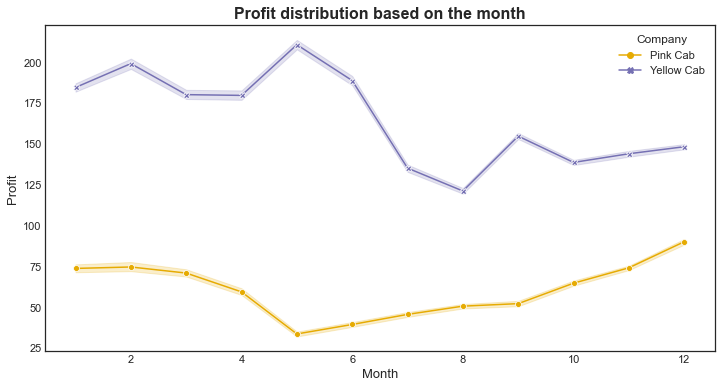 Profit distribution based on the month
Company
Pink Cab
Yellow Cab
Profit
200
175
150
125
100
75
50
25
2
4
6
8
10
12
Month